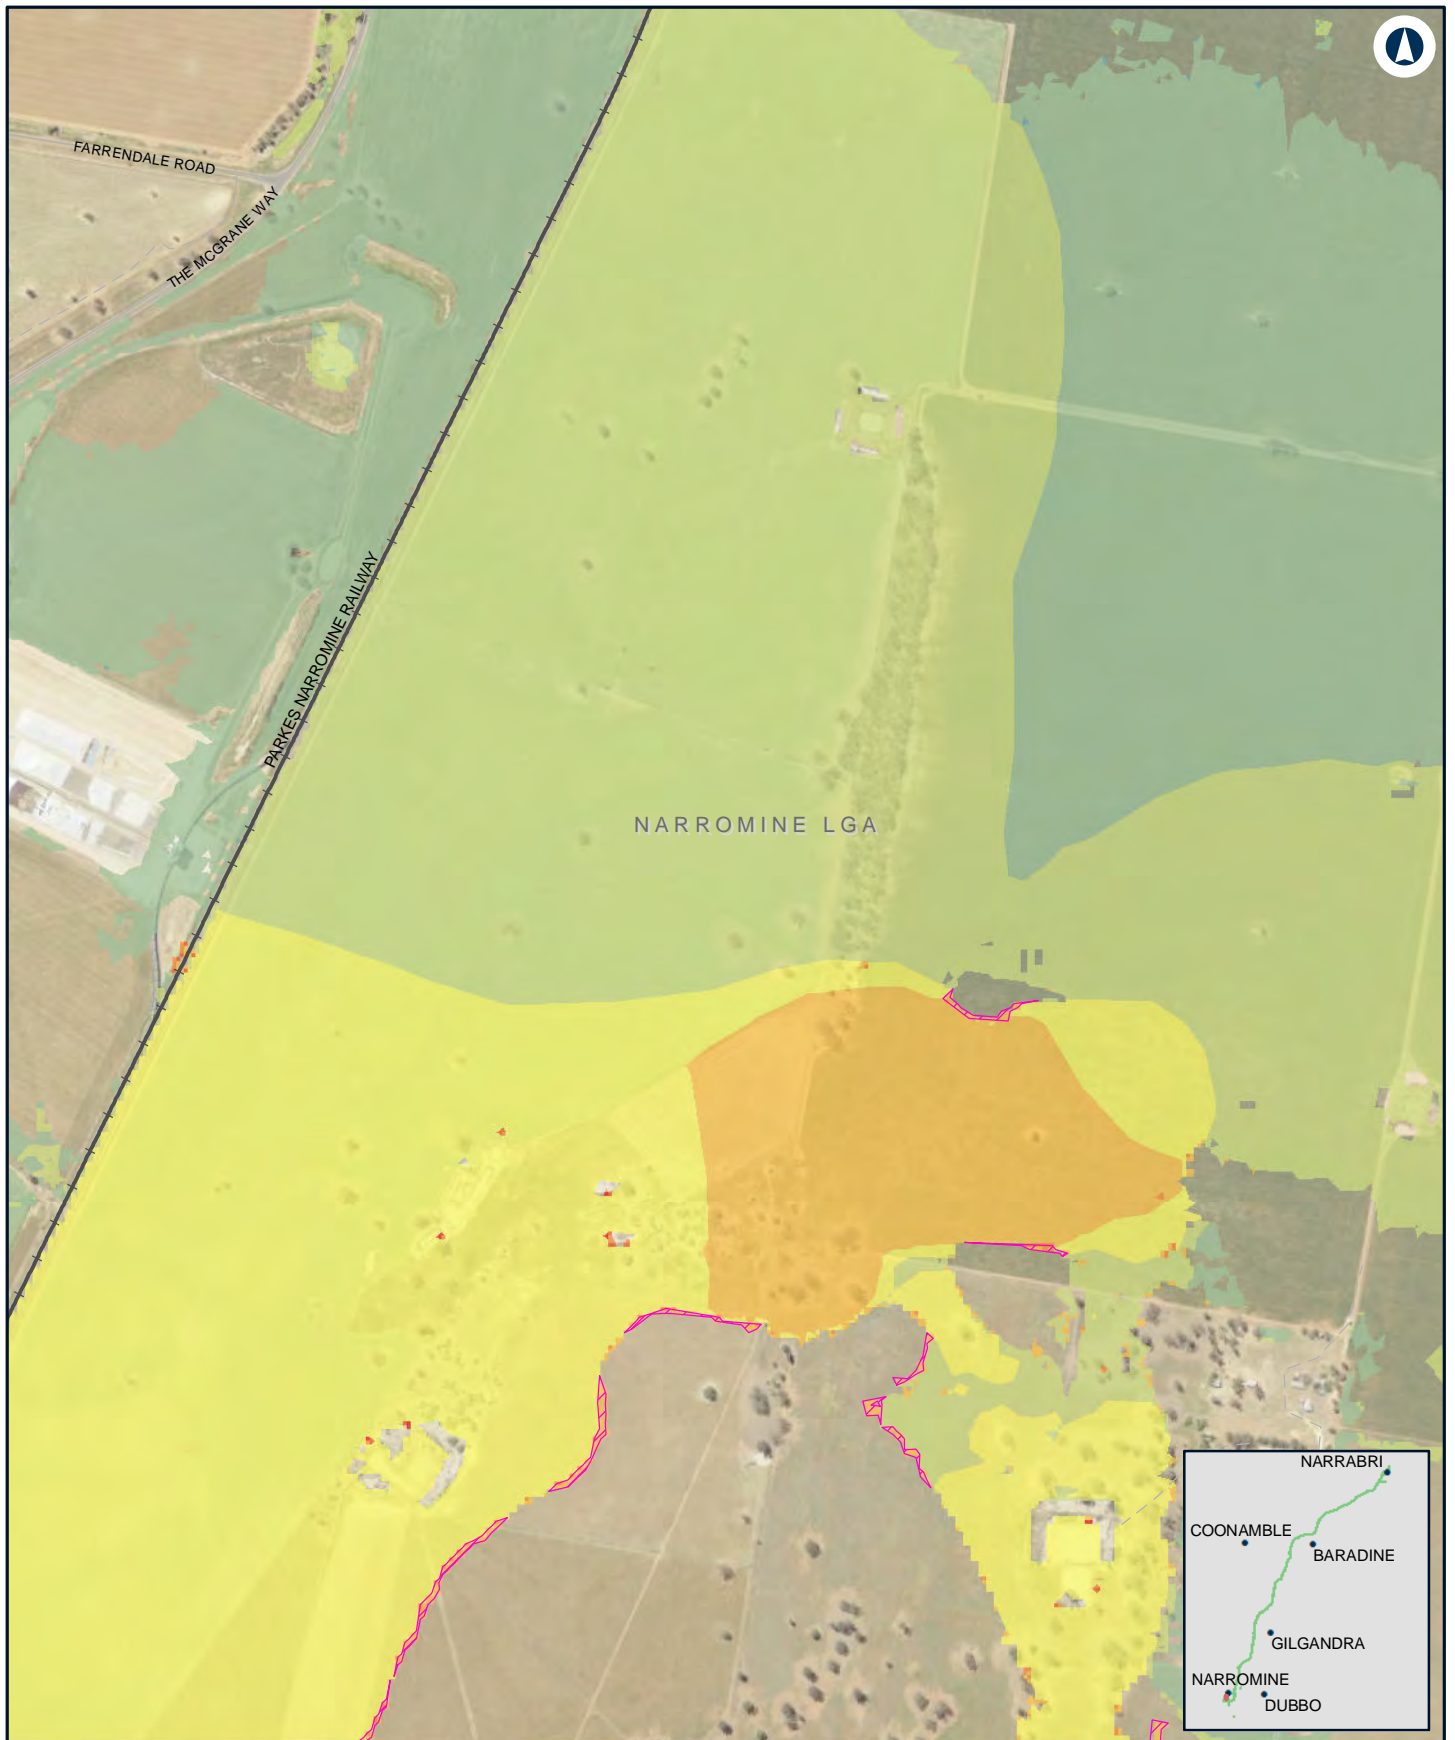 FARRENDALE ROAD
THE MCGRANE WAY
PARKES NARROMINE RAILWAY
NARROMINE LGA
NARRABRI
COONAMBLE
BARADINE
GILGANDRA
NARROMINE
DUBBO